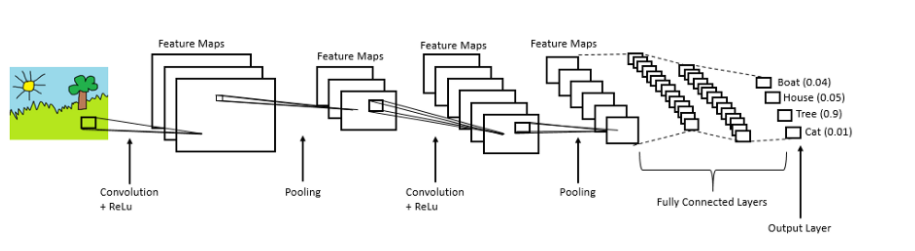 Feature Maps
Feature Maps
Feature Maps
Feature Maps
Boat (0.04)
House (0.05)
Tree (0.9)
Cat (0.01)
Convolution
+ ReLu
Pooling
Convolution
+ ReLu
Pooling
Fully Connected Layers
Output Layer